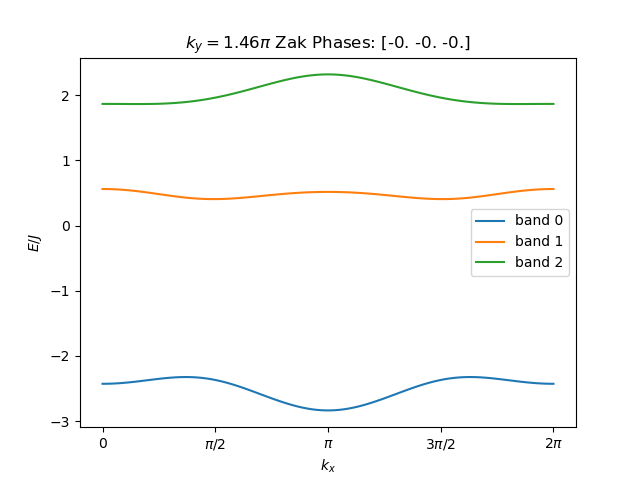 k_y = 1.46π Zak Phases: [-0. -0. -0.]
2
1
0
−1
−2
−3
E/J
band 0
band 1
band 2
0
π/2
π
3π/2
2π
k_x